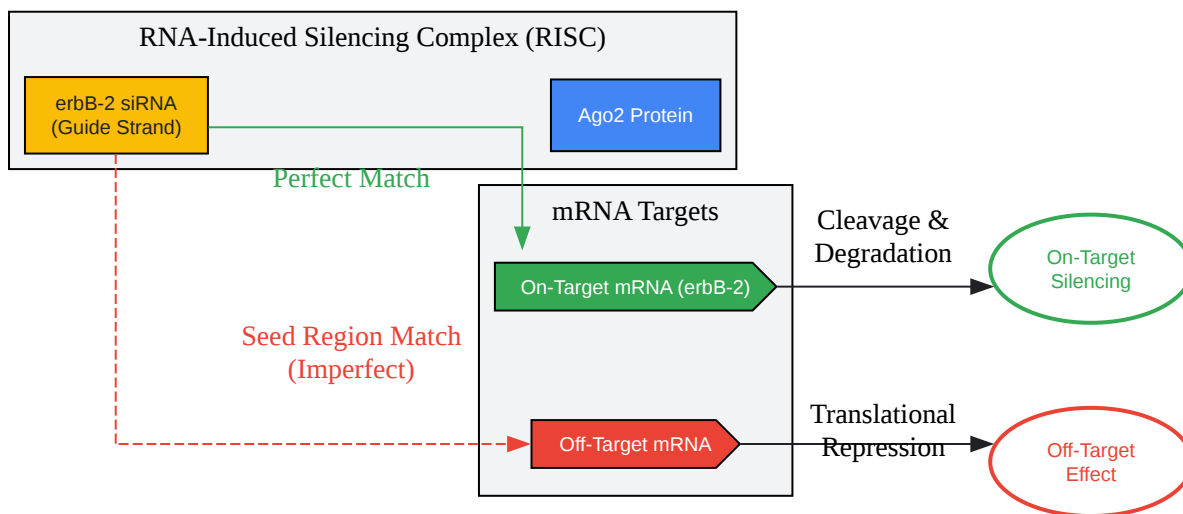 RNA-Induced Silencing Complex (RISC)
erbB-2 siRNA
(Guide Strand)
Ago2 Protein
Perfect Match
mRNA Targets
Cleavage &
Degradation
On-Target mRNA (erbB-2)
On-Target
Silencing
Seed Region Match
(Imperfect)
Off-Target mRNA
Translational
Repression
Off-Target
Effect